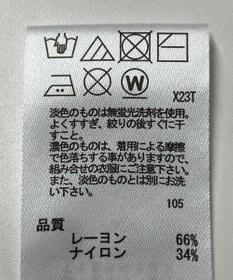 W
X23T
淡色のものは無蛍光洗剤を使用。
よくすすぎ、絞りの後すぐに干
すこと。
濃色のものは、着用による摩擦
で色落ちする事がありますので、
組み合せの衣服にご注意下さい。
また、淡色のものとは別にお洗
い下さい。
105
品質
レーヨン 66%
ナイロン 34%